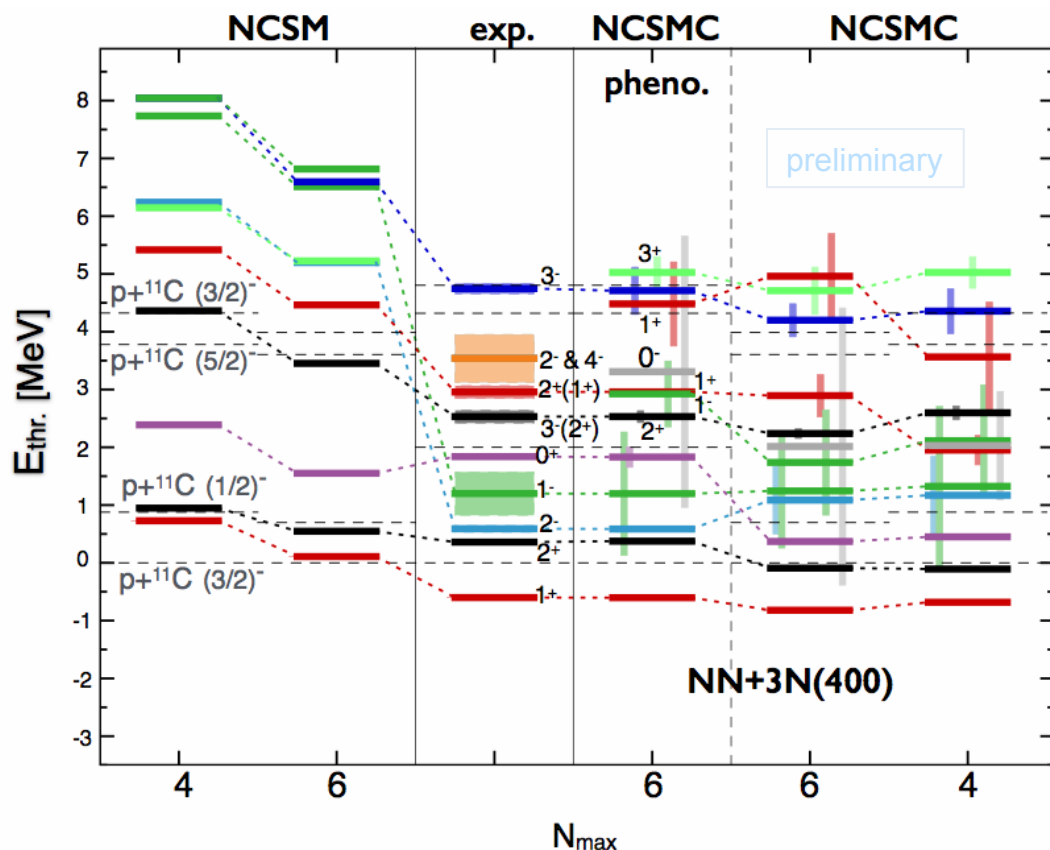 NCSM exp. NCSMC NCSMC
pheno.
preliminary
E_thr. [MeV]
8
7
6
5
4
3
2
1
0
-1
-2
-3
p+¹¹C (3/2)⁻
p+¹¹C (5/2)⁻
p+¹¹C (1/2)⁻
p+¹¹C (3/2)⁻
3⁻
2⁻ & 4⁻
2⁺(1⁺)
3⁻(2⁺)
0⁺
1⁻
2⁻
2⁺
1⁺
3⁺
1⁺
0⁻
1⁺
1⁻
2⁺
NN+3N(400)
4 6 6 6 4
N_max